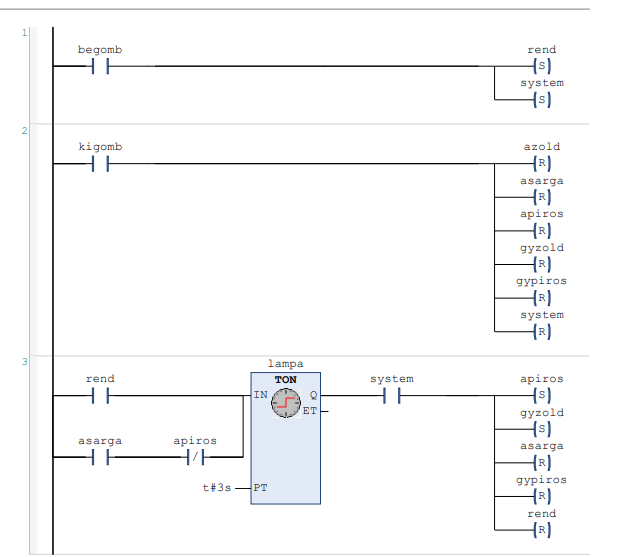 1
begomb
rend
S
system
S
2
kigomb
azold
R
asarga
R
apiros
R
gyzold
R
gypiros
R
system
R
3
lampa
rend
TON
system
apiros
IN
Q
S
ET
gyzold
S
asarga
apiros
asarga
/
R
gypiros
t#3s
PT
R
rend
R